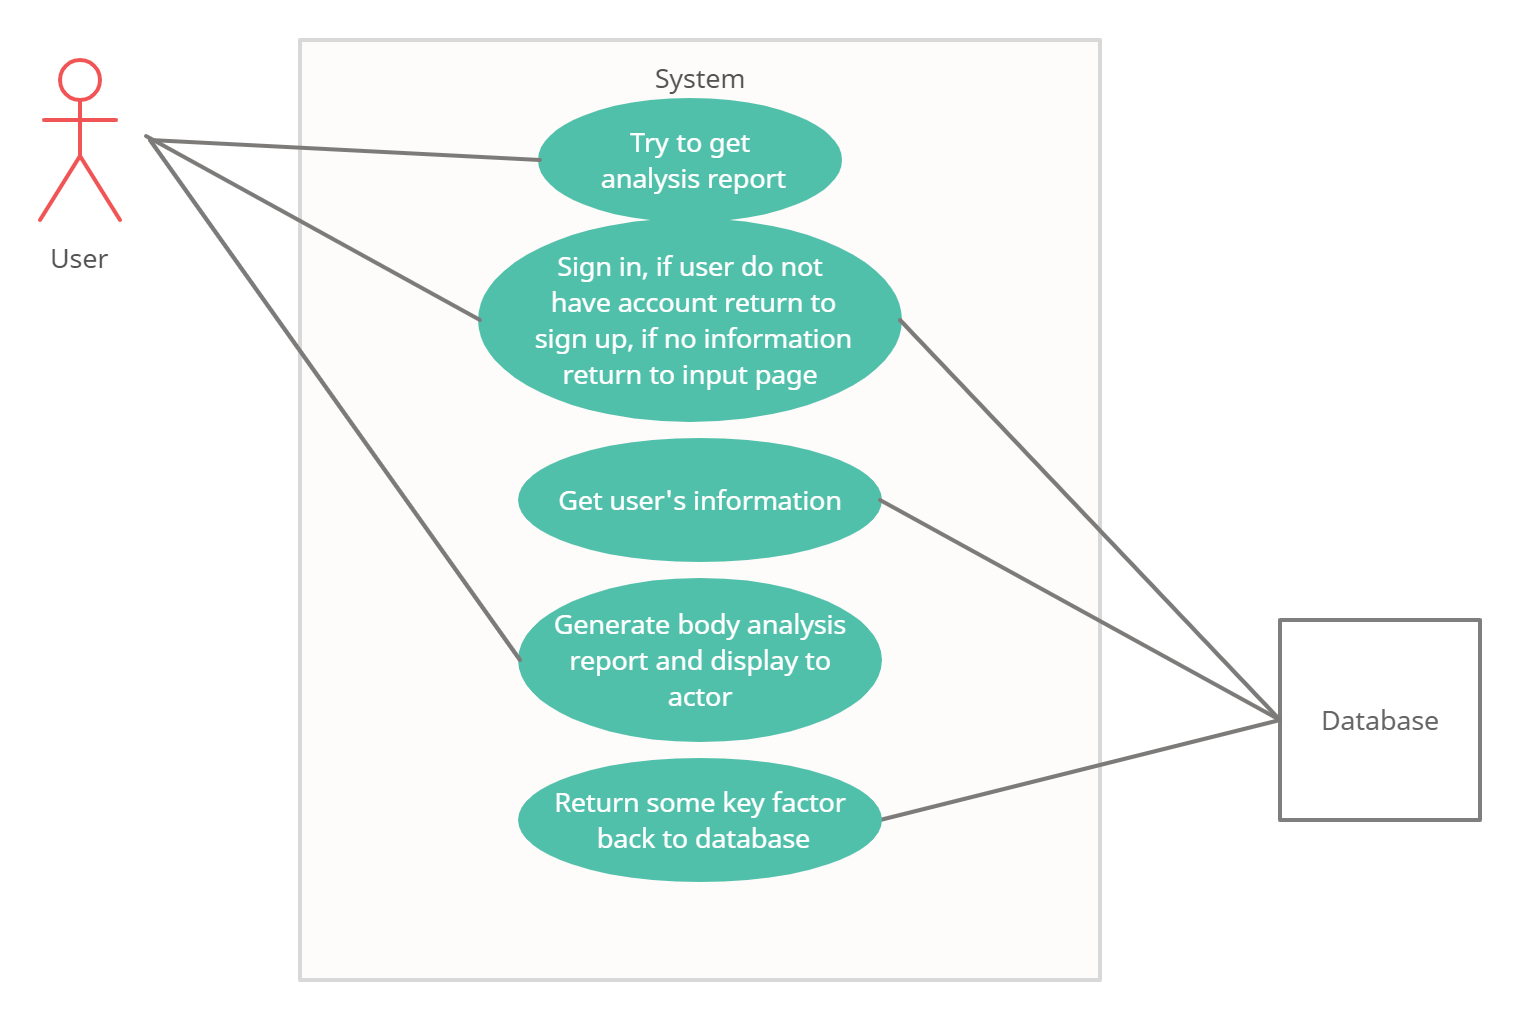 System
Try to get
analysis report
User
Sign in, if user do not
have account return to
sign up, if no information
return to input page
Get user's information
Generate body analysis
report and display to
actor
Database
Return some key factor
back to database